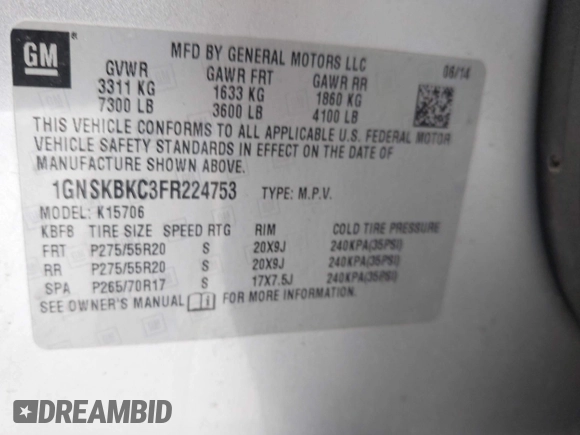 GM
MFD BY GENERAL MOTORS LLC
06/14
GVWR GAWR FRT GAWR RR
3311 KG 1633 KG 1860 KG
7300 LB 3600 LB 4100 LB
THIS VEHICLE CONFORMS TO ALL APPLICABLE U.S. FEDERAL MOTOR
VEHICLE SAFETY STANDARDS IN EFFECT ON THE DATE OF
MANUFACTURE SHOWN ABOVE.
1GNSKBKC3FR224753 TYPE: M.P.V.
MODEL: K15706
KBFB TIRE SIZE SPEED RTG RIM COLD TIRE PRESSURE
FRT P275/55R20 S 20X9J 240KPA(35PSI)
RR P275/55R20 S 20X9J 240KPA(35PSI)
SPA P265/70R17 S 17X7.5J 240KPA(35PSI)
SEE OWNER'S MANUAL FOR MORE INFORMATION.
DREAMBID